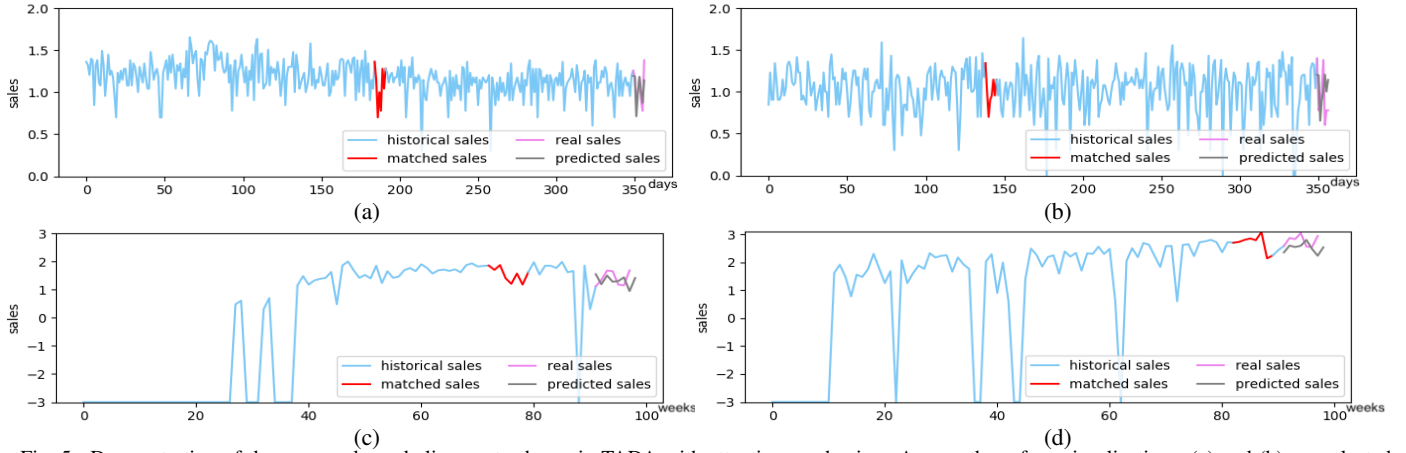 2.0
1.5
1.0
0.5
0.0
sales
historical sales
matched sales
real sales
predicted sales
0 50 100 150 200 250 300 350 days
(a)
2.0
1.5
1.0
0.5
0.0
sales
historical sales
matched sales
real sales
predicted sales
0 50 100 150 200 250 300 350 days
(b)
3
2
1
0
−1
−2
−3
sales
historical sales
matched sales
real sales
predicted sales
0 20 40 60 80 100 weeks
(c)
3
2
1
0
−1
−2
−3
sales
historical sales
matched sales
real sales
predicted sales
0 20 40 60 80 100 weeks
(d)
Fig. 5. in TADA (a) and (b)